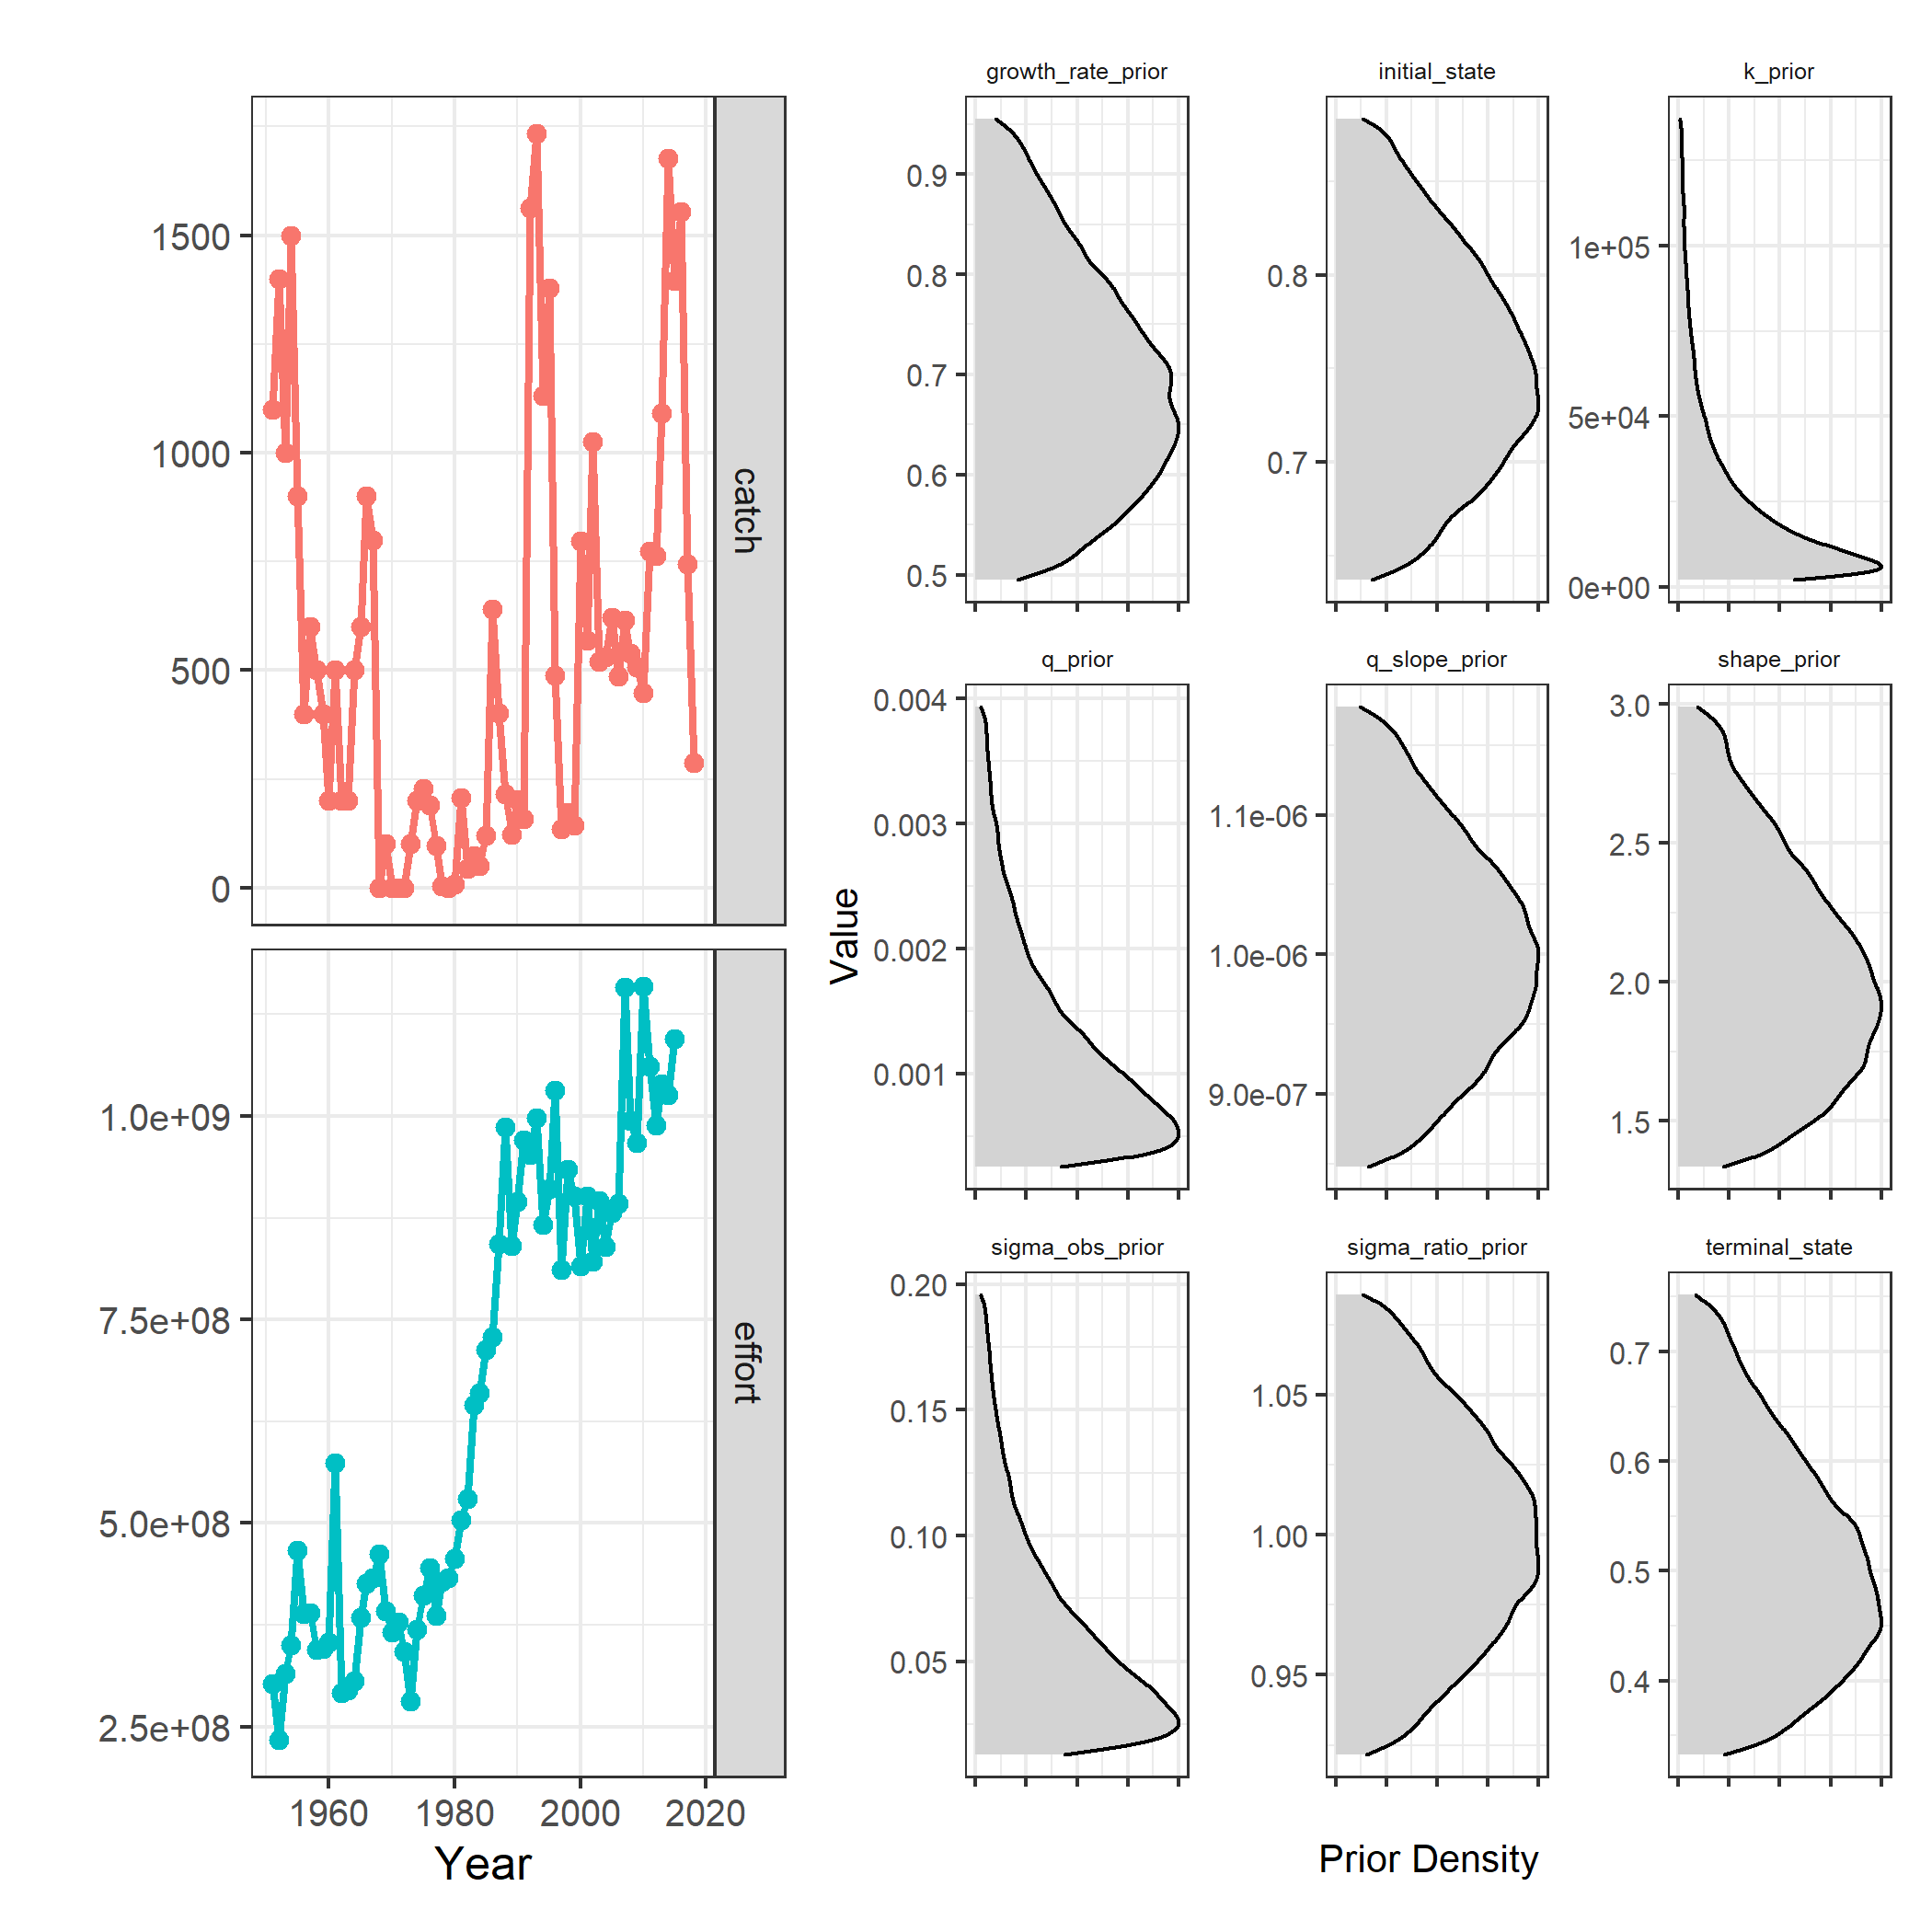 1500
1000
500
0
catch
1.0e+09
7.5e+08
5.0e+08
2.5e+08
effort
1960 1980 2000 2020
Year
Value
growth_rate_prior
0.9
0.8
0.7
0.6
0.5
initial_state
0.8
0.7
k_prior
1e+05
5e+04
0e+00
q_prior
0.004
0.003
0.002
0.001
q_slope_prior
1.1e-06
1.0e-06
9.0e-07
shape_prior
3.0
2.5
2.0
1.5
sigma_obs_prior
0.20
0.15
0.10
0.05
sigma_ratio_prior
1.05
1.00
0.95
terminal_state
0.7
0.6
0.5
0.4
Prior Density